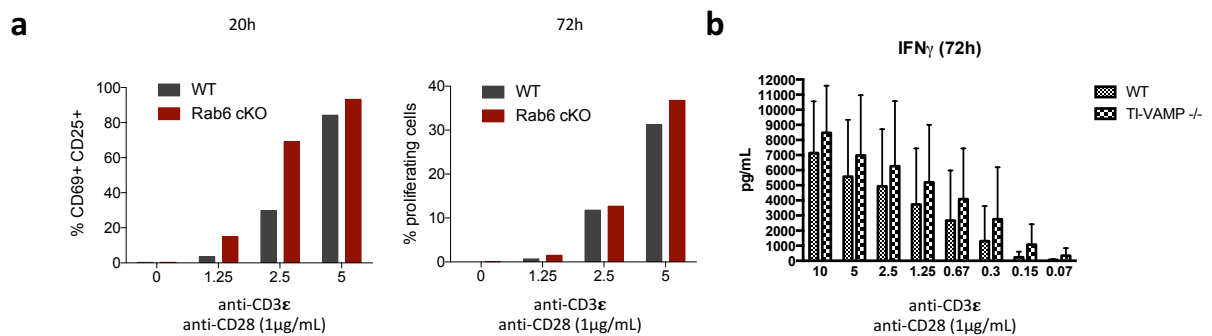 a
20h
% CD69+ CD25+
100
80
60
40
20
0
WT
Rab6 cKO
0 1.25 2.5 5
anti-CD3ε
anti-CD28 (1μg/mL)
72h
% proliferating cells
40
30
20
10
0
WT
Rab6 cKO
0 1.25 2.5 5
anti-CD3ε
anti-CD28 (1μg/mL)
b
IFNγ (72h)
pg/mL
12000
11000
10000
9000
8000
7000
6000
5000
4000
3000
2000
1000
0
10 5 2.5 1.25 0.67 0.3 0.15 0.07
anti-CD3ε
anti-CD28 (1μg/mL)
WT
TI-VAMP -/-